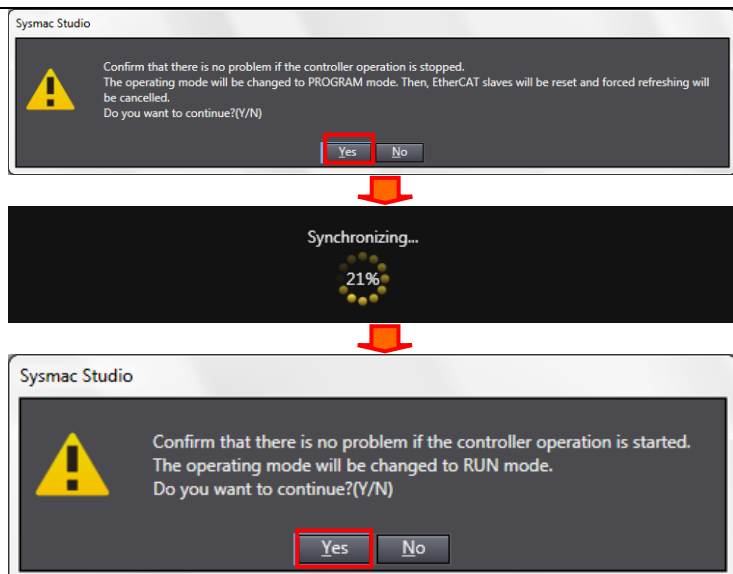 Sysmac Studio
Confirm that there is no problem if the controller operation is stopped.
The operating mode will be changed to PROGRAM mode. Then, EtherCAT slaves will be reset and forced refreshing will
be cancelled.
Do you want to continue?(Y/N)
Yes No
Synchronizing...
21%
Sysmac Studio
Confirm that there is no problem if the controller operation is started.
The operating mode will be changed to RUN mode.
Do you want to continue?(Y/N)
Yes No